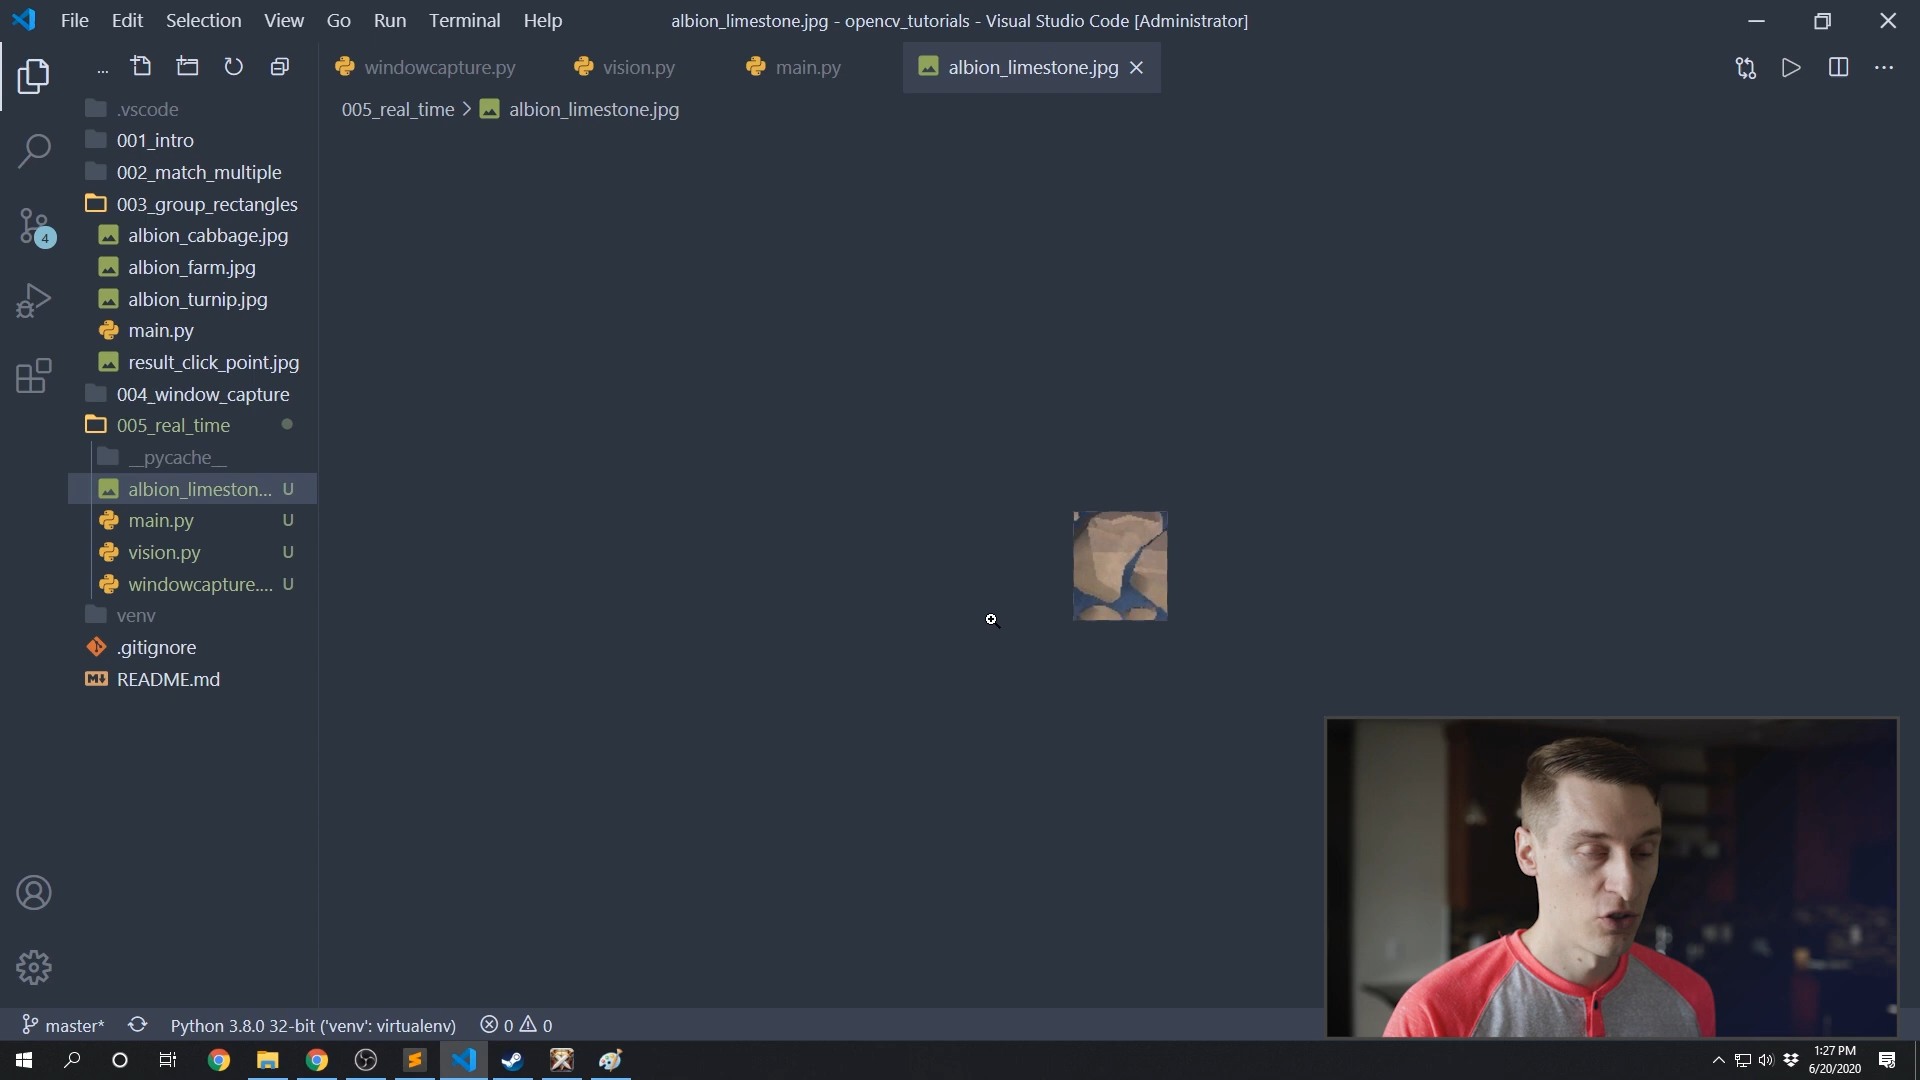 File Edit Selection View Go Run Terminal Help
albion_limestone.jpg - opencv_tutorials - Visual Studio Code [Administrator]
...
windowcapture.py
vision.py
main.py
albion_limestone.jpg
005_real_time > albion_limestone.jpg
.vscode
001_intro
002_match_multiple
003_group_rectangles
albion_cabbage.jpg
albion_farm.jpg
albion_turnip.jpg
main.py
result_click_point.jpg
004_window_capture
005_real_time
__pycache__
albion_limeston... U
main.py U
vision.py U
windowcapture.... U
venv
.gitignore
README.md
4
master*
Python 3.8.0 32-bit ('venv': virtualenv)
0 0
1:27 PM
6/20/2020